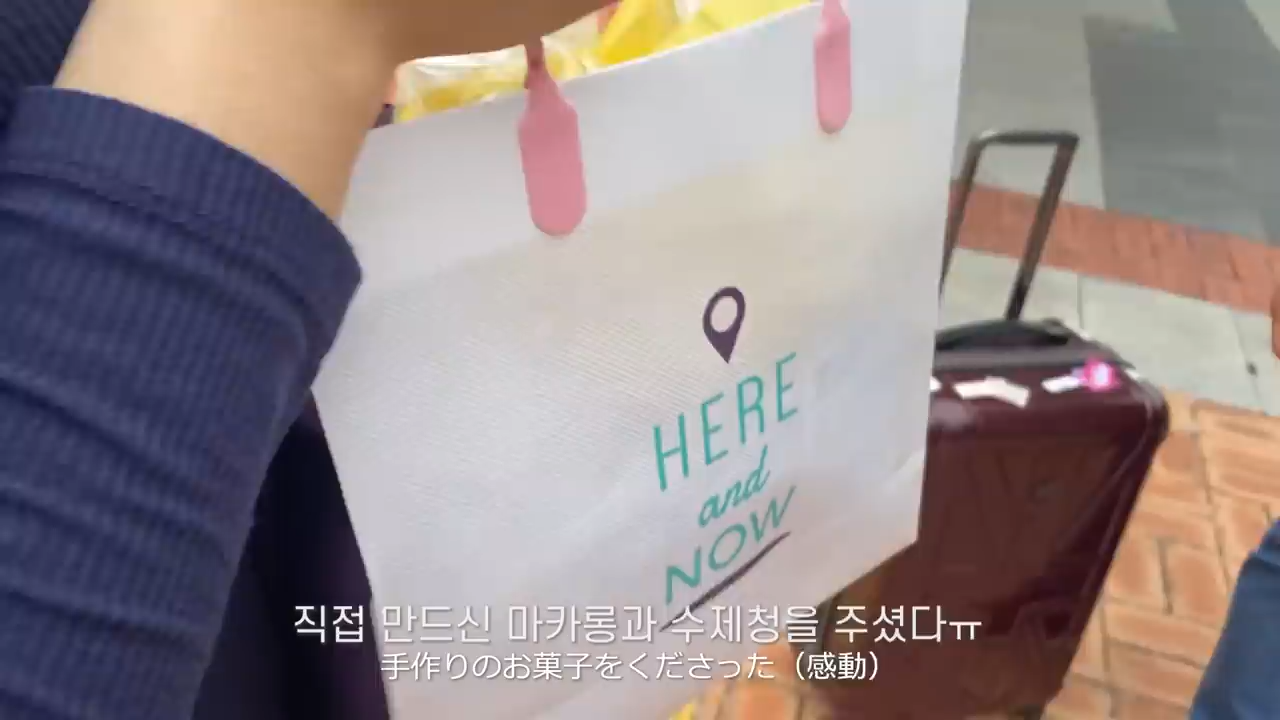 HERE
and
NOW
직접 만드신 마카롱과 수제청을 주셨다ㅠ
手作りのお菓子をくださった（感動）